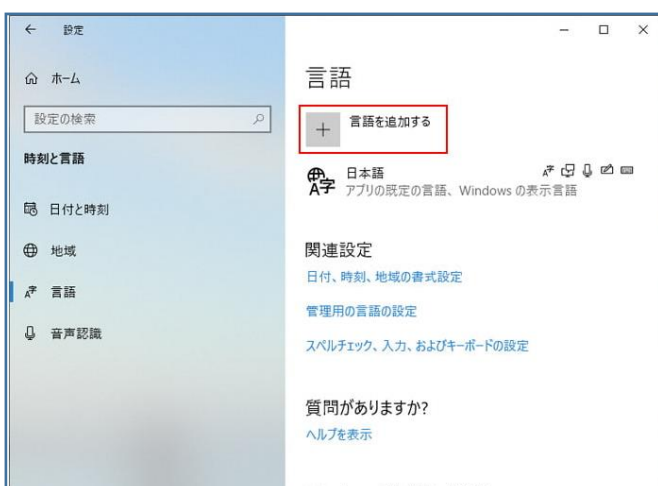 設定
ホーム
設定の検索
時刻と言語
日付と時刻
地域
言語
音声認識
言語
言語を追加する
日本語
アプリの既定の言語、Windows の表示言語
関連設定
日付、時刻、地域の書式設定
管理用の言語の設定
スペルチェック、入力、およびキーボードの設定
質問がありますか?
ヘルプを表示